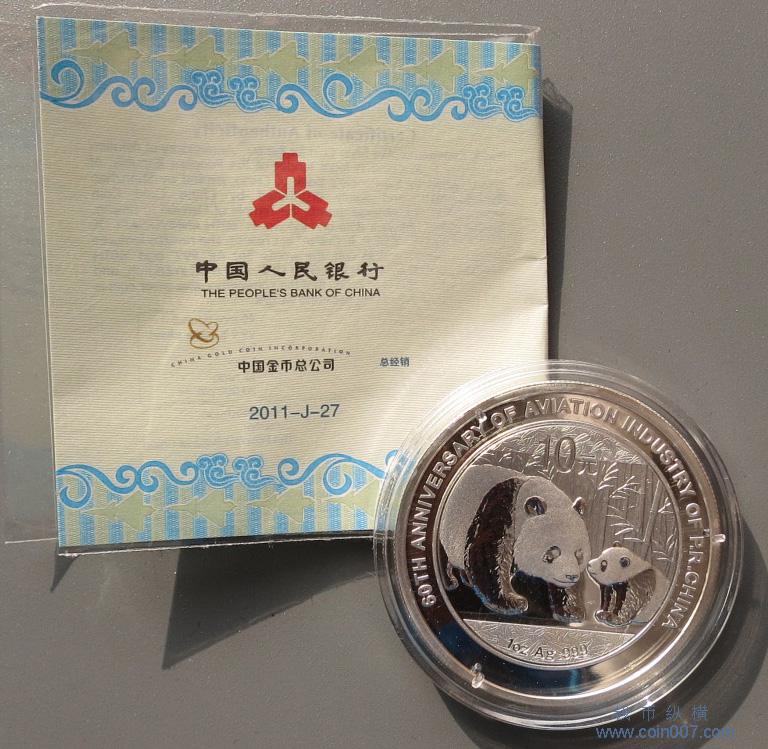 中国人民银行
THE PEOPLE'S BANK OF CHINA
CHINA GOLD COIN INCORPORATION
中国金币总公司 总经销
2011-J-27
60TH ANNIVERSARY OF AVIATION INDUSTRY OF P.R.CHINA
10元
1oz Ag .999
币纵横
www.coin007.com